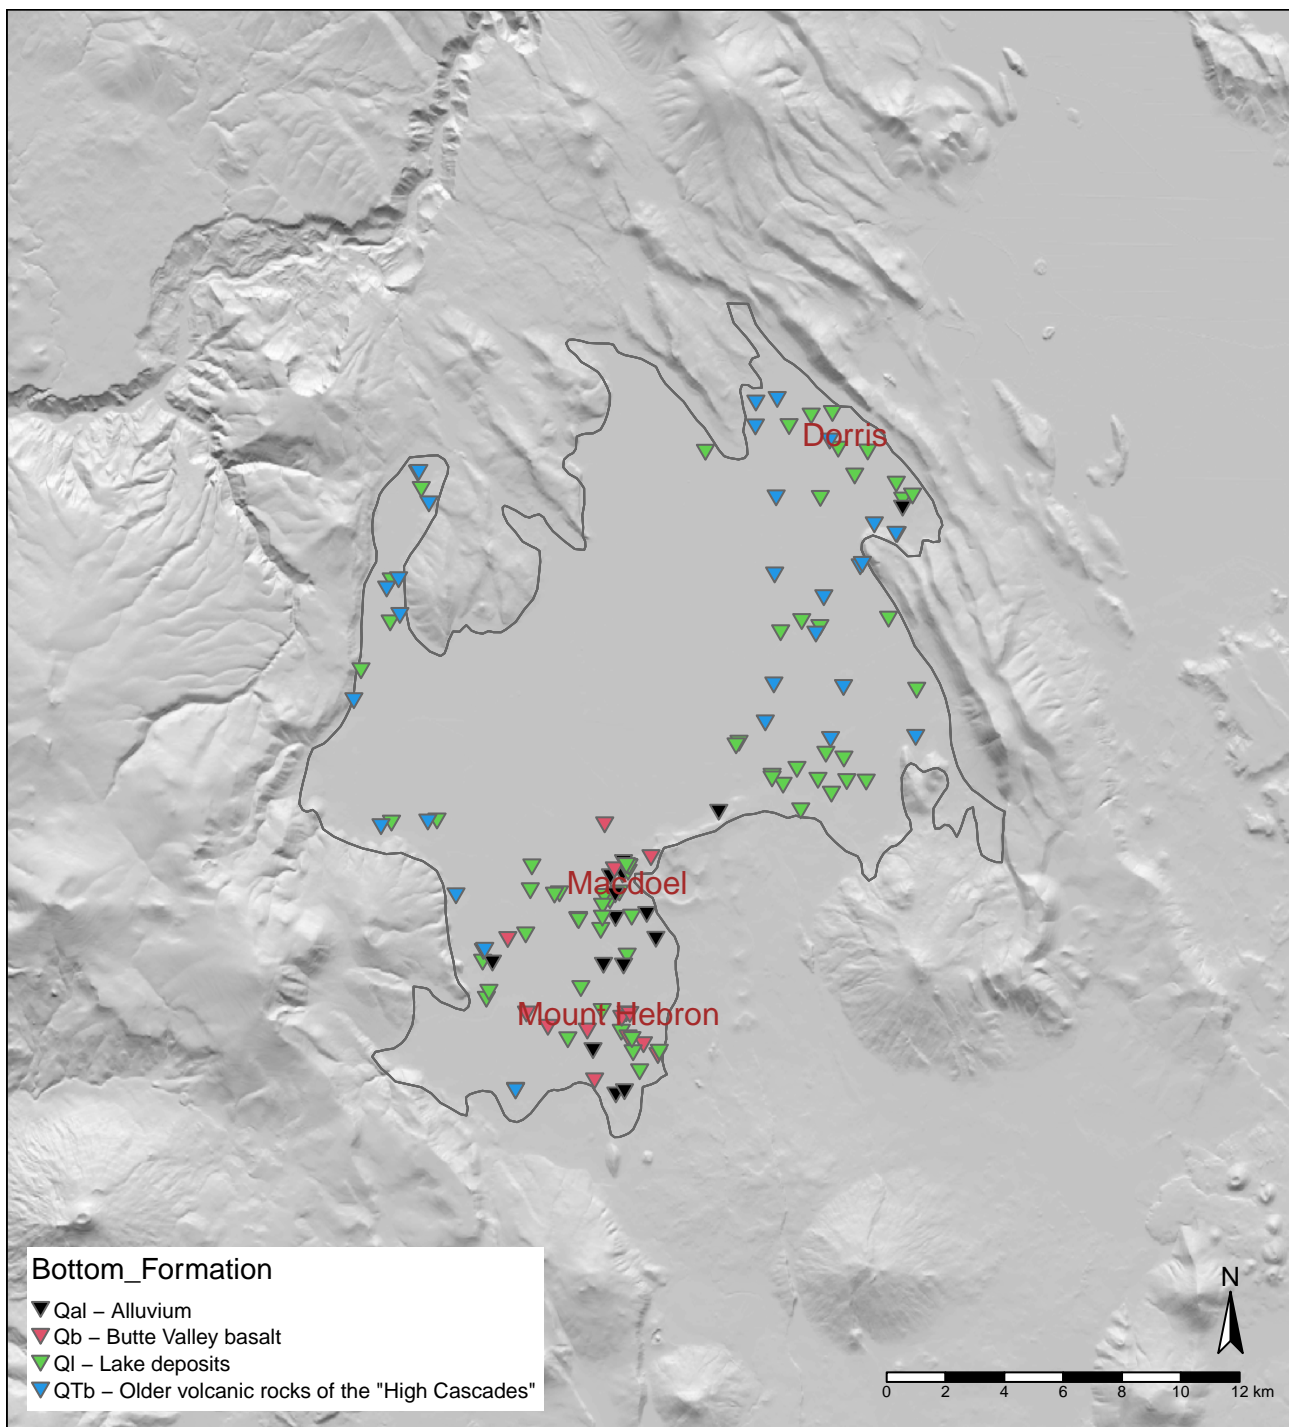 Dorris
Macdoel
Mount Hebron
Bottom_Formation
Qal – Alluvium
Qb – Butte Valley basalt
Ql – Lake deposits
QTb – Older volcanic rocks of the "High Cascades"
N
0 2 4 6 8 10 12 km